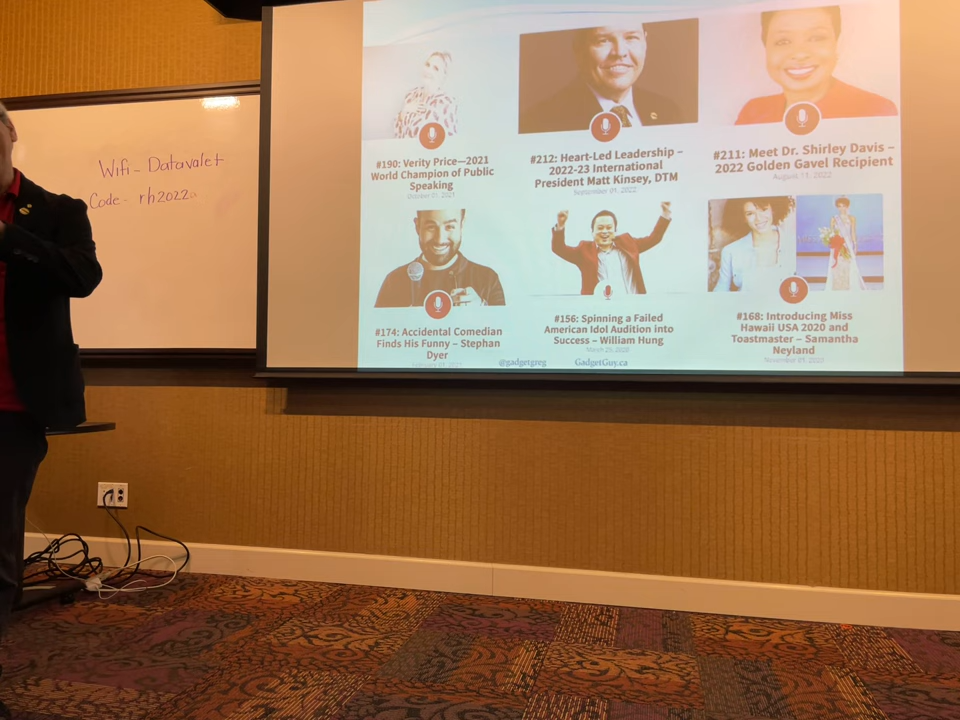 Wifi - Datavalet
Code - rh2022
#190: Verity Price—2021
World Champion of Public
Speaking
October 21, 2021
#212: Heart-Led Leadership –
2022-23 International
President Matt Kinsey, DTM
September 01, 2022
#211: Meet Dr. Shirley Davis –
2022 Golden Gavel Recipient
August 11, 2022
#174: Accidental Comedian
Finds His Funny – Stephan
Dyer
#156: Spinning a Failed
American Idol Audition into
Success – William Hung
#168: Introducing Miss
Hawaii USA 2020 and
Toastmaster – Samantha
Neyland
@gadgetgreg
GadgetGuy.ca